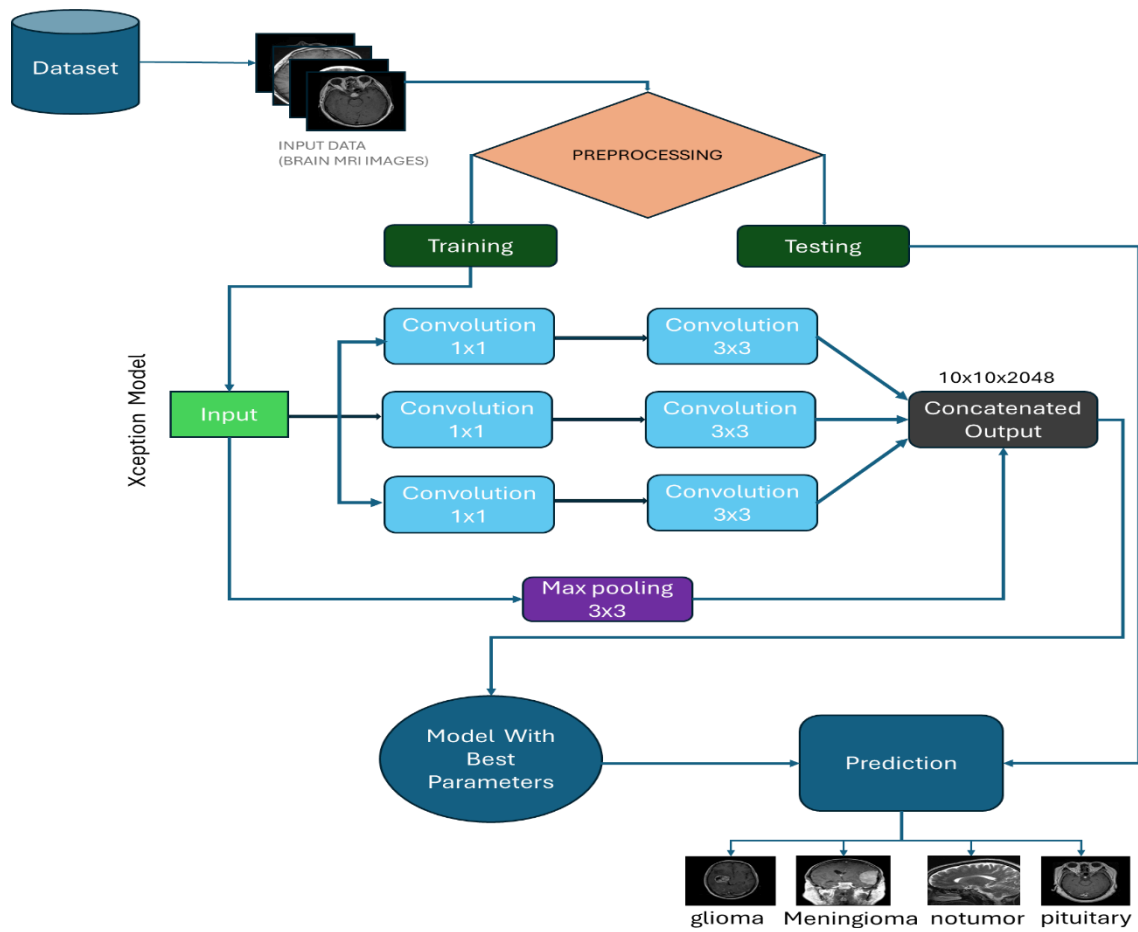 Dataset
INPUT DATA
(BRAIN MRI IMAGES)
PREPROCESSING
Training
Testing
Xception Model
Input
Convolution
1x1
Convolution
3x3
Convolution
1x1
Convolution
3x3
Convolution
1x1
Convolution
3x3
10x10x2048
Concatenated
Output
Max pooling
3x3
Model With
Best
Parameters
Prediction
glioma
Meningioma
notumor
pituitary